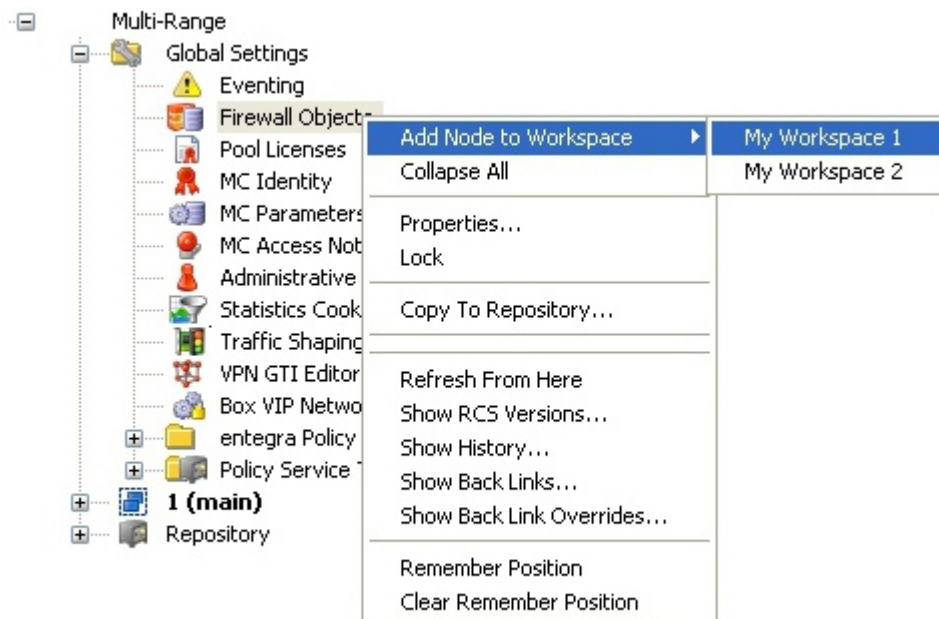 Multi-Range
Global Settings
Eventing
Firewall Objects
Pool Licenses
MC Identity
MC Parameters
MC Access Not
Administrative
Statistics Cook
Traffic Shaping
VPN GTI Editor
Box VIP Netwo
entegra Policy
Policy Service
1 (main)
Repository
Add Node to Workspace
Collapse All
Properties...
Lock
Copy To Repository...
Refresh From Here
Show RCS Versions...
Show History...
Show Back Links...
Show Back Link Overrides...
Remember Position
Clear Remember Position
My Workspace 1
My Workspace 2